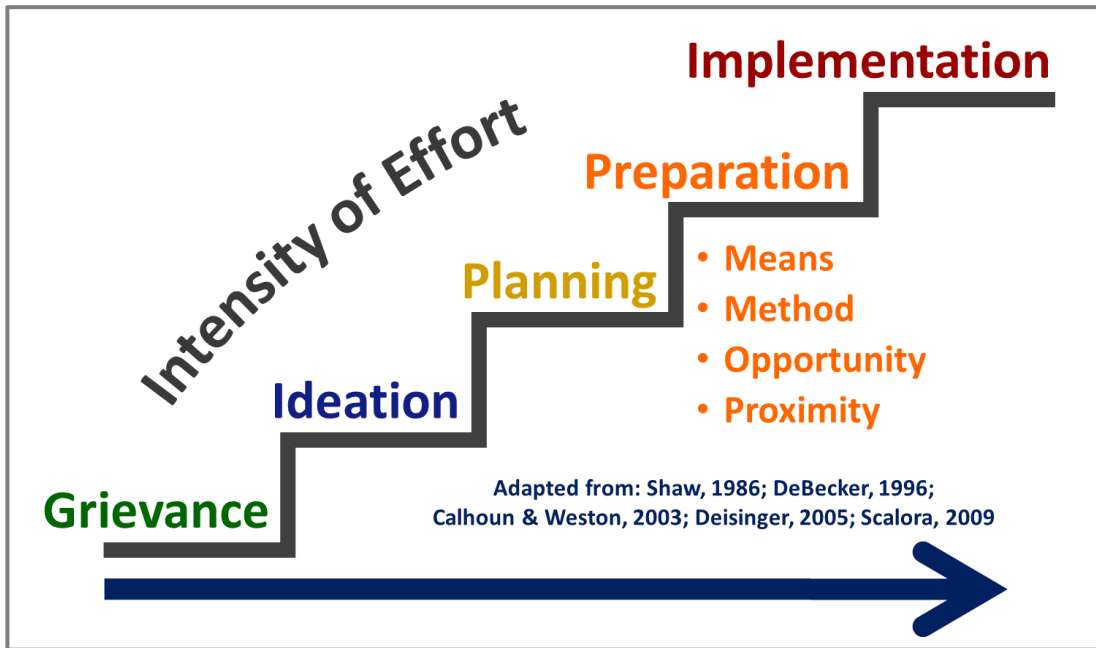 Implementation
Intensity of Effort
Preparation
Planning
• Means
• Method
• Opportunity
• Proximity
Ideation
Grievance
Adapted from: Shaw, 1986; DeBecker, 1996;
Calhoun & Weston, 2003; Deisinger, 2005; Scalora, 2009